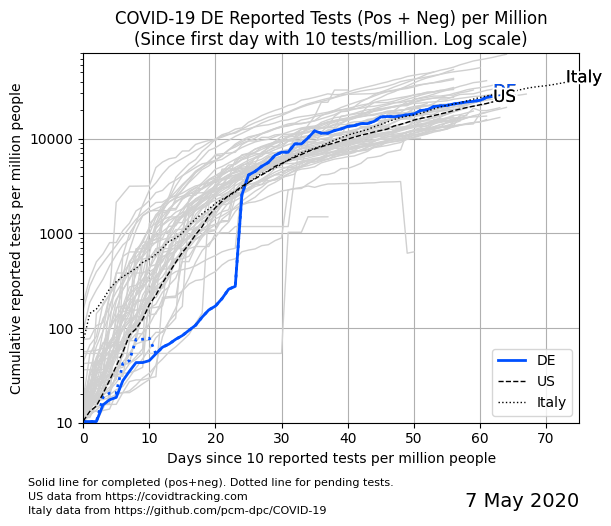 COVID-19 DE Reported Tests (Pos + Neg) per Million
(Since first day with 10 tests/million. Log scale)
Cumulative reported tests per million people
10000
1000
100
10
Italy
DE
US
DE
US
Italy
0 10 20 30 40 50 60 70
Days since 10 reported tests per million people
Solid line for completed (pos+neg). Dotted line for pending tests.
US data from https://covidtracking.com
Italy data from https://github.com/pcm-dpc/COVID-19
7 May 2020